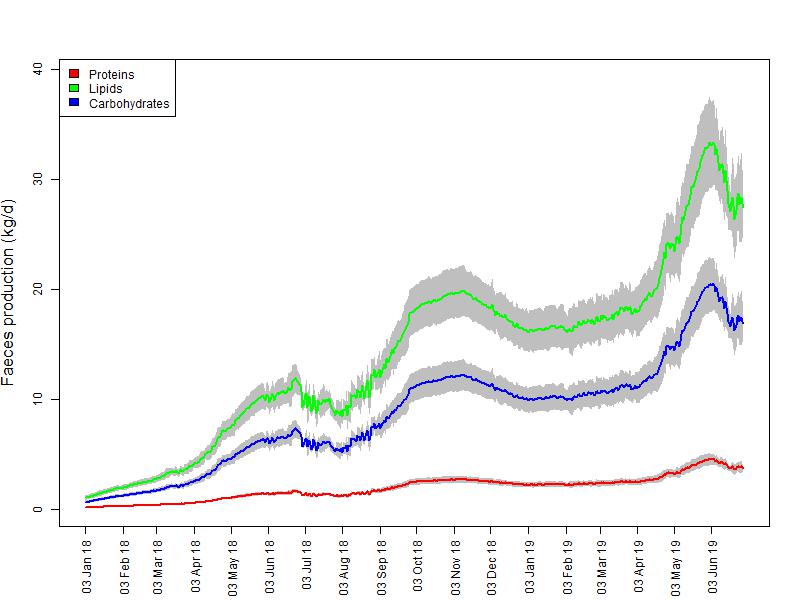 Proteins
Lipids
Carbohydrates
Faeces production (kg/d)
40
30
20
10
0
03 Jan 18
03 Feb 18
03 Mar 18
03 Apr 18
03 May 18
03 Jun 18
03 Jul 18
03 Aug 18
03 Sep 18
03 Oct 18
03 Nov 18
03 Dec 18
03 Jan 19
03 Feb 19
03 Mar 19
03 Apr 19
03 May 19
03 Jun 19